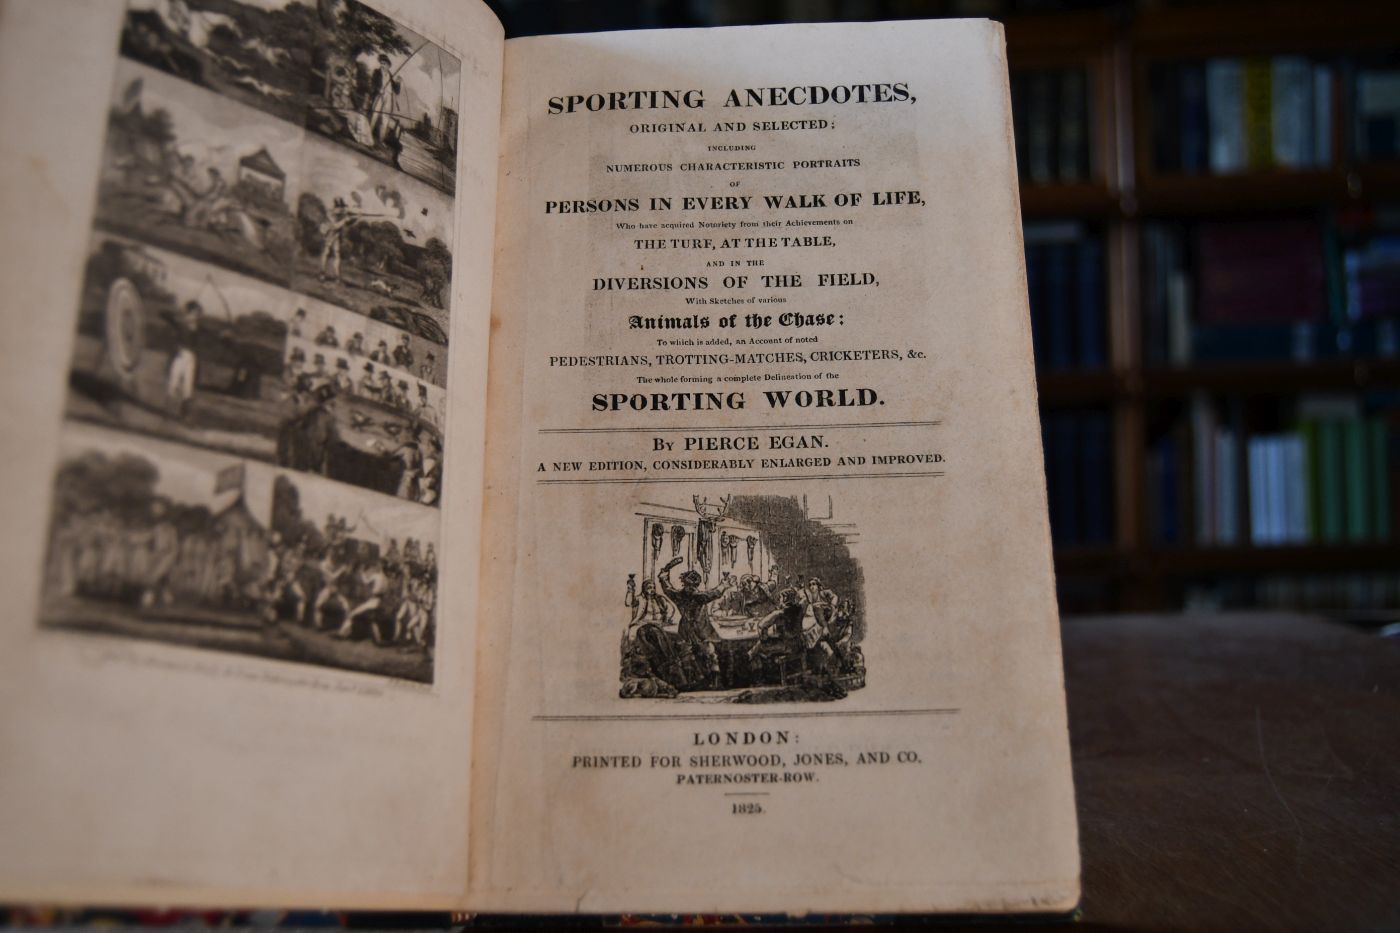 SPORTING ANECDOTES,
ORIGINAL AND SELECTED;
INCLUDING
NUMEROUS CHARACTERISTIC PORTRAITS
OF
PERSONS IN EVERY WALK OF LIFE,
Who have acquired Notoriety from their Achievements on
THE TURF, AT THE TABLE,
AND IN THE
DIVERSIONS OF THE FIELD,
With Sketches of various
Animals of the Chase:
To which is added, an Account of noted
PEDESTRIANS, TROTTING-MATCHES, CRICKETERS, &c.
The whole forming a complete Delineation of the
SPORTING WORLD.
By PIERCE EGAN.
A NEW EDITION, CONSIDERABLY ENLARGED AND IMPROVED.
LONDON:
PRINTED FOR SHERWOOD, JONES, AND CO.
PATERNOSTER-ROW.
1825.